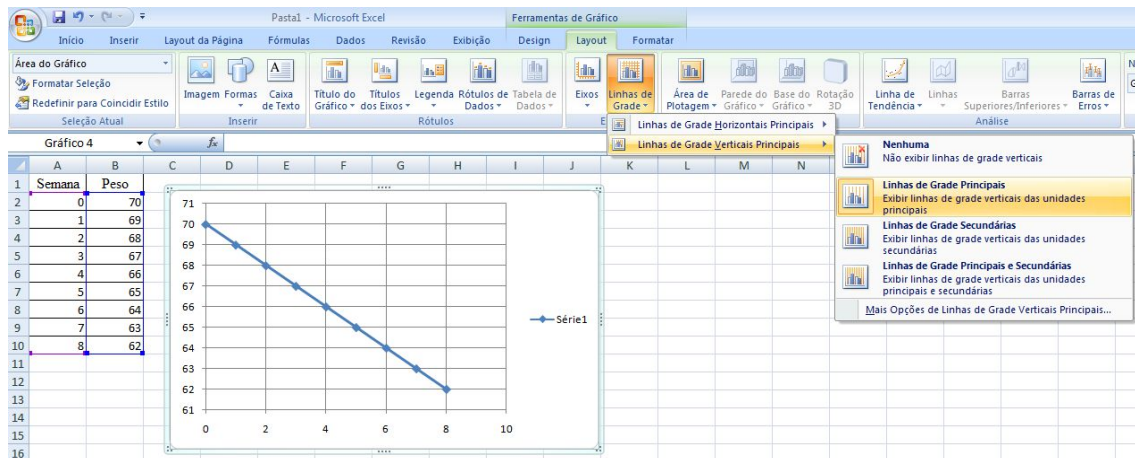 Pasta1 - Microsoft Excel
Ferramentas de Gráfico
Início Inserir Layout da Página Fórmulas Dados Revisão Exibição Design Layout Formatar
Área do Gráfico
Formatar Seleção
Redefinir para Coincidir Estilo
Seleção Atual
Imagem Formas Caixa de Texto
Inserir
Título do Gráfico Títulos dos Eixos Legenda Rótulos de Dados Tabela de Dados
Rótulos
Eixos Linhas de Grade
Área de Plotagem Parede do Gráfico Base do Gráfico Rotação 3D
Linha de Tendência Linhas Barras Superiores/Inferiores Barras de Erros
Análise
Linhas de Grade Horizontais Principais
Linhas de Grade Verticais Principais
Nenhuma
Não exibir linhas de grade verticais
Linhas de Grade Principais
Exibir linhas de grade verticais das unidades
principais
Linhas de Grade Secundárias
Exibir linhas de grade verticais das unidades
secundárias
Linhas de Grade Principais e Secundárias
Exibir linhas de grade verticais das unidades
principais e secundárias
Mais Opções de Linhas de Grade Verticais Principais...
Gráfico 4 fx
A B C D E F G H I J K L M N
1 Semana Peso
2 0 70
3 1 69
4 2 68
5 3 67
6 4 66
7 5 65
8 6 64
9 7 63
10 8 62
11
12
13
14
15
16
71
70
69
68
67
66
65
64
63
62
61
0 2 4 6 8 10
Série1